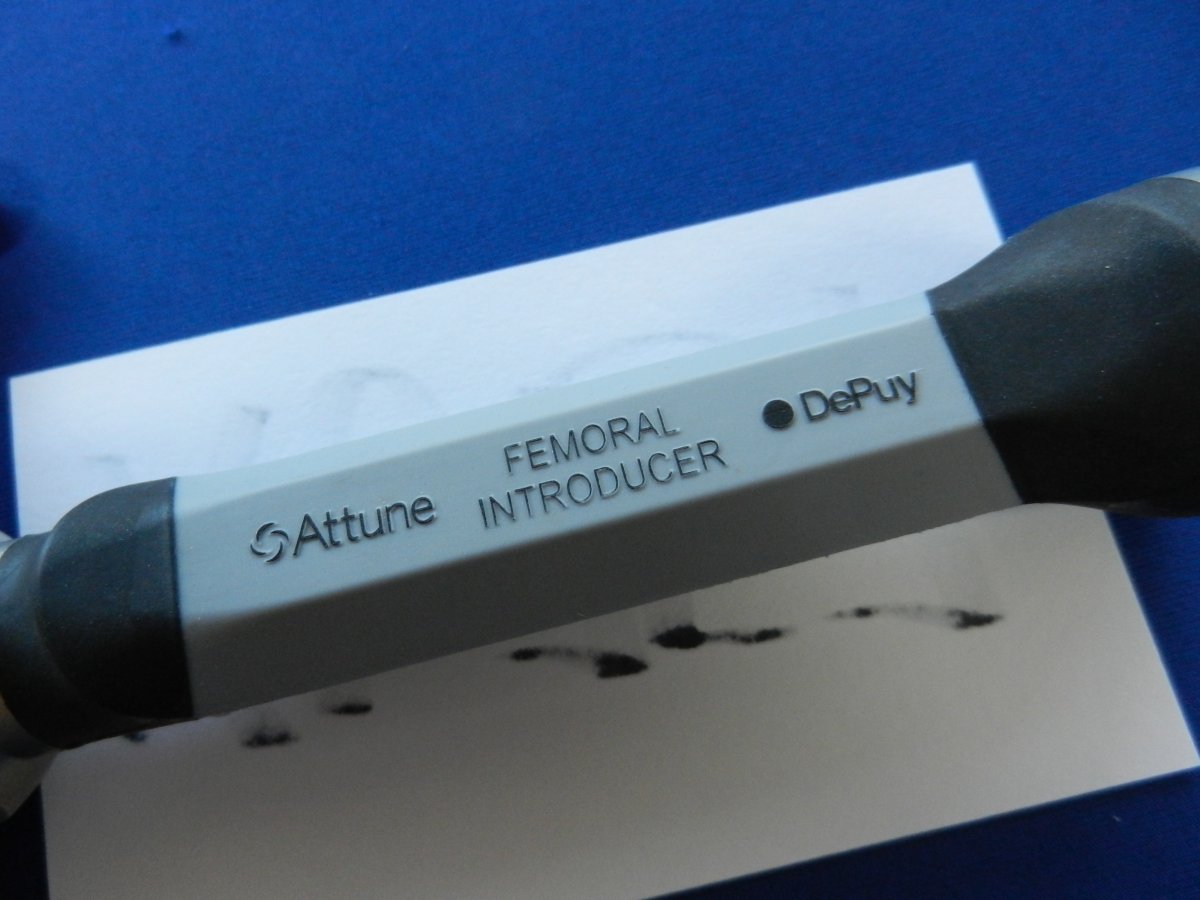 Attune
FEMORAL
INTRODUCER
DePuy